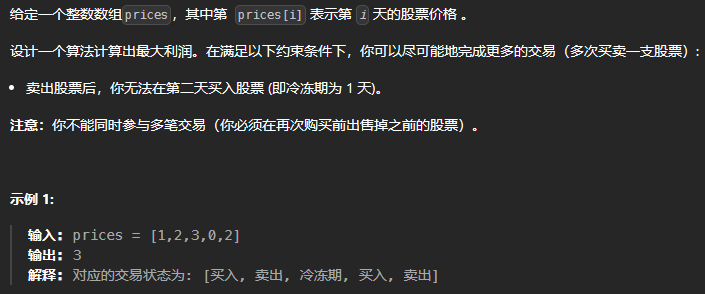 给定一个整数数组prices，其中第 prices[i] 表示第 i 天的股票价格 。
设计一个算法计算出最大利润。在满足以下约束条件下，你可以尽可能地完成更多的交易（多次买卖一支股票）:
• 卖出股票后，你无法在第二天买入股票 (即冷冻期为 1 天)。
注意：你不能同时参与多笔交易（你必须在再次购买前出售掉之前的股票）。
示例 1:
输入: prices = [1,2,3,0,2]
输出: 3
解释: 对应的交易状态为: [买入, 卖出, 冷冻期, 买入, 卖出]